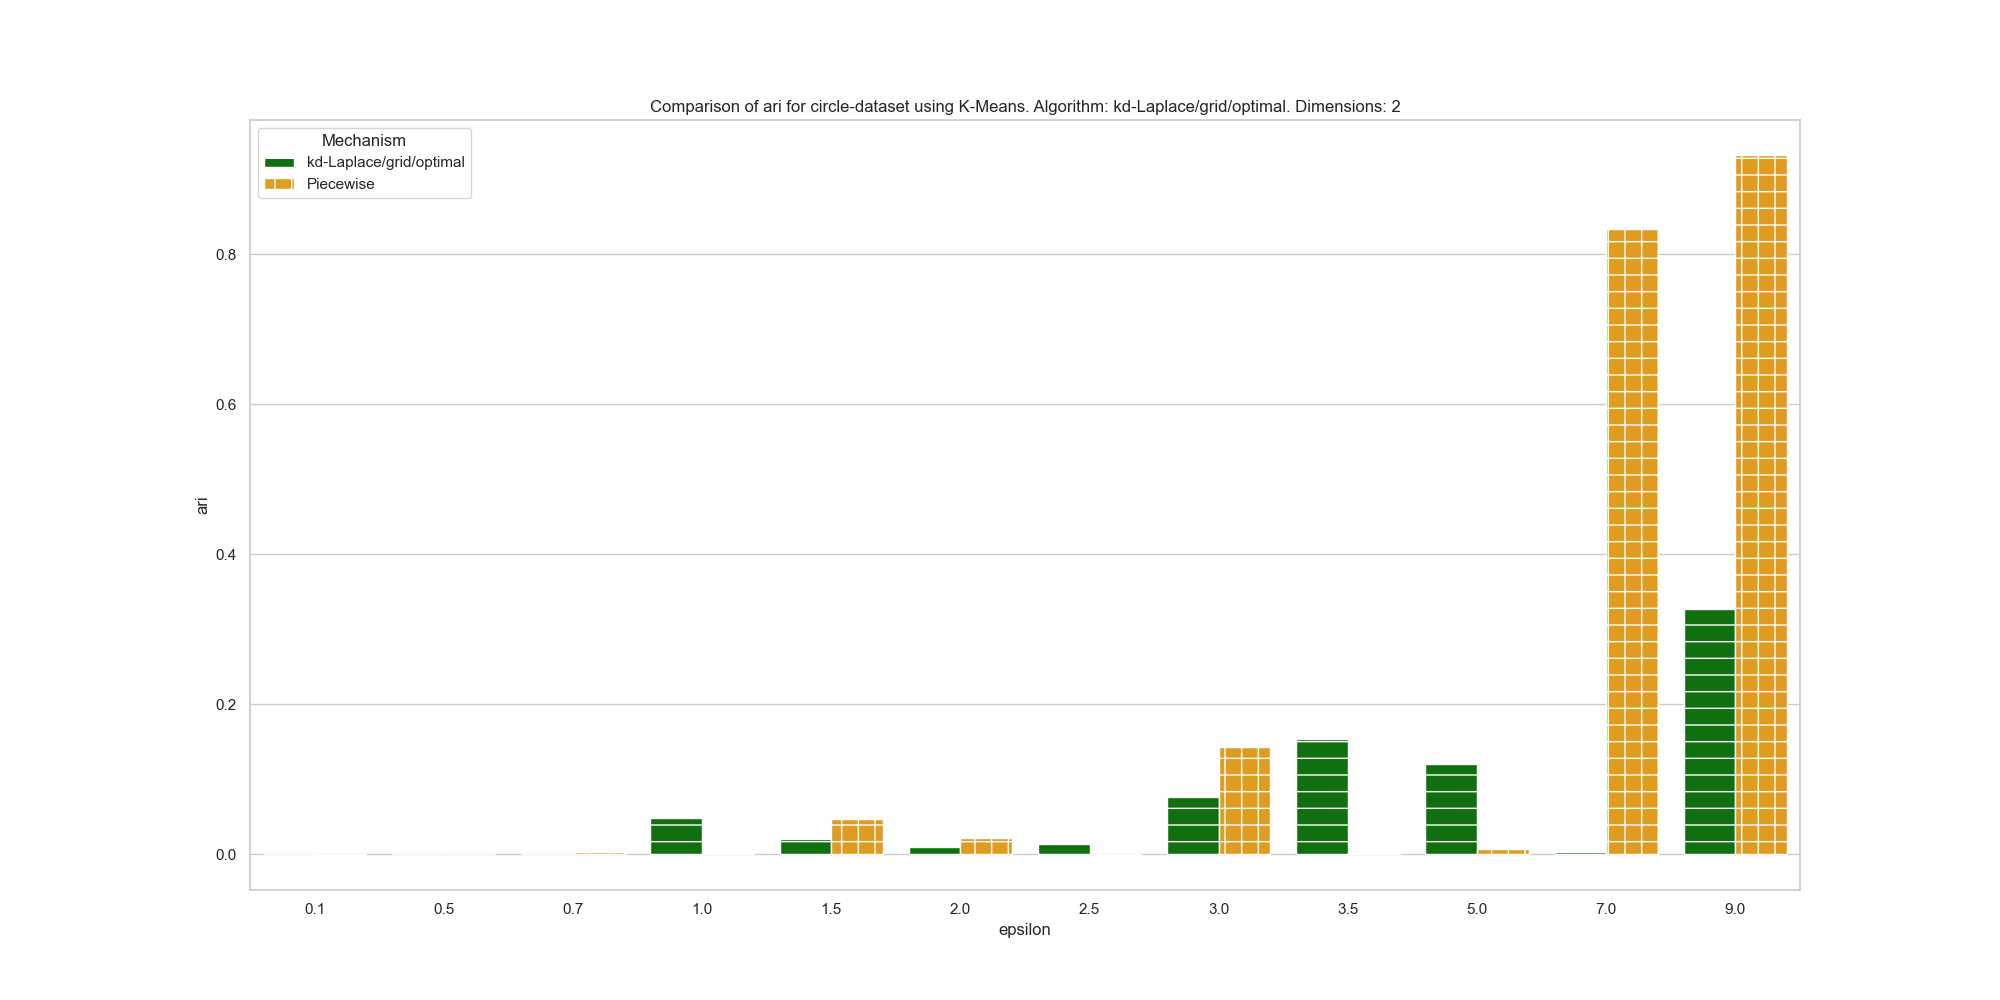 Comparison of ari for circle-dataset using K-Means. Algorithm: kd-Laplace/grid/optimal. Dimensions: 2
Mechanism
kd-Laplace/grid/optimal
Piecewise
0.8
0.6
0.4
0.2
0.0
ari
0.1 0.5 0.7 1.0 1.5 2.0 2.5 3.0 3.5 5.0 7.0 9.0
epsilon